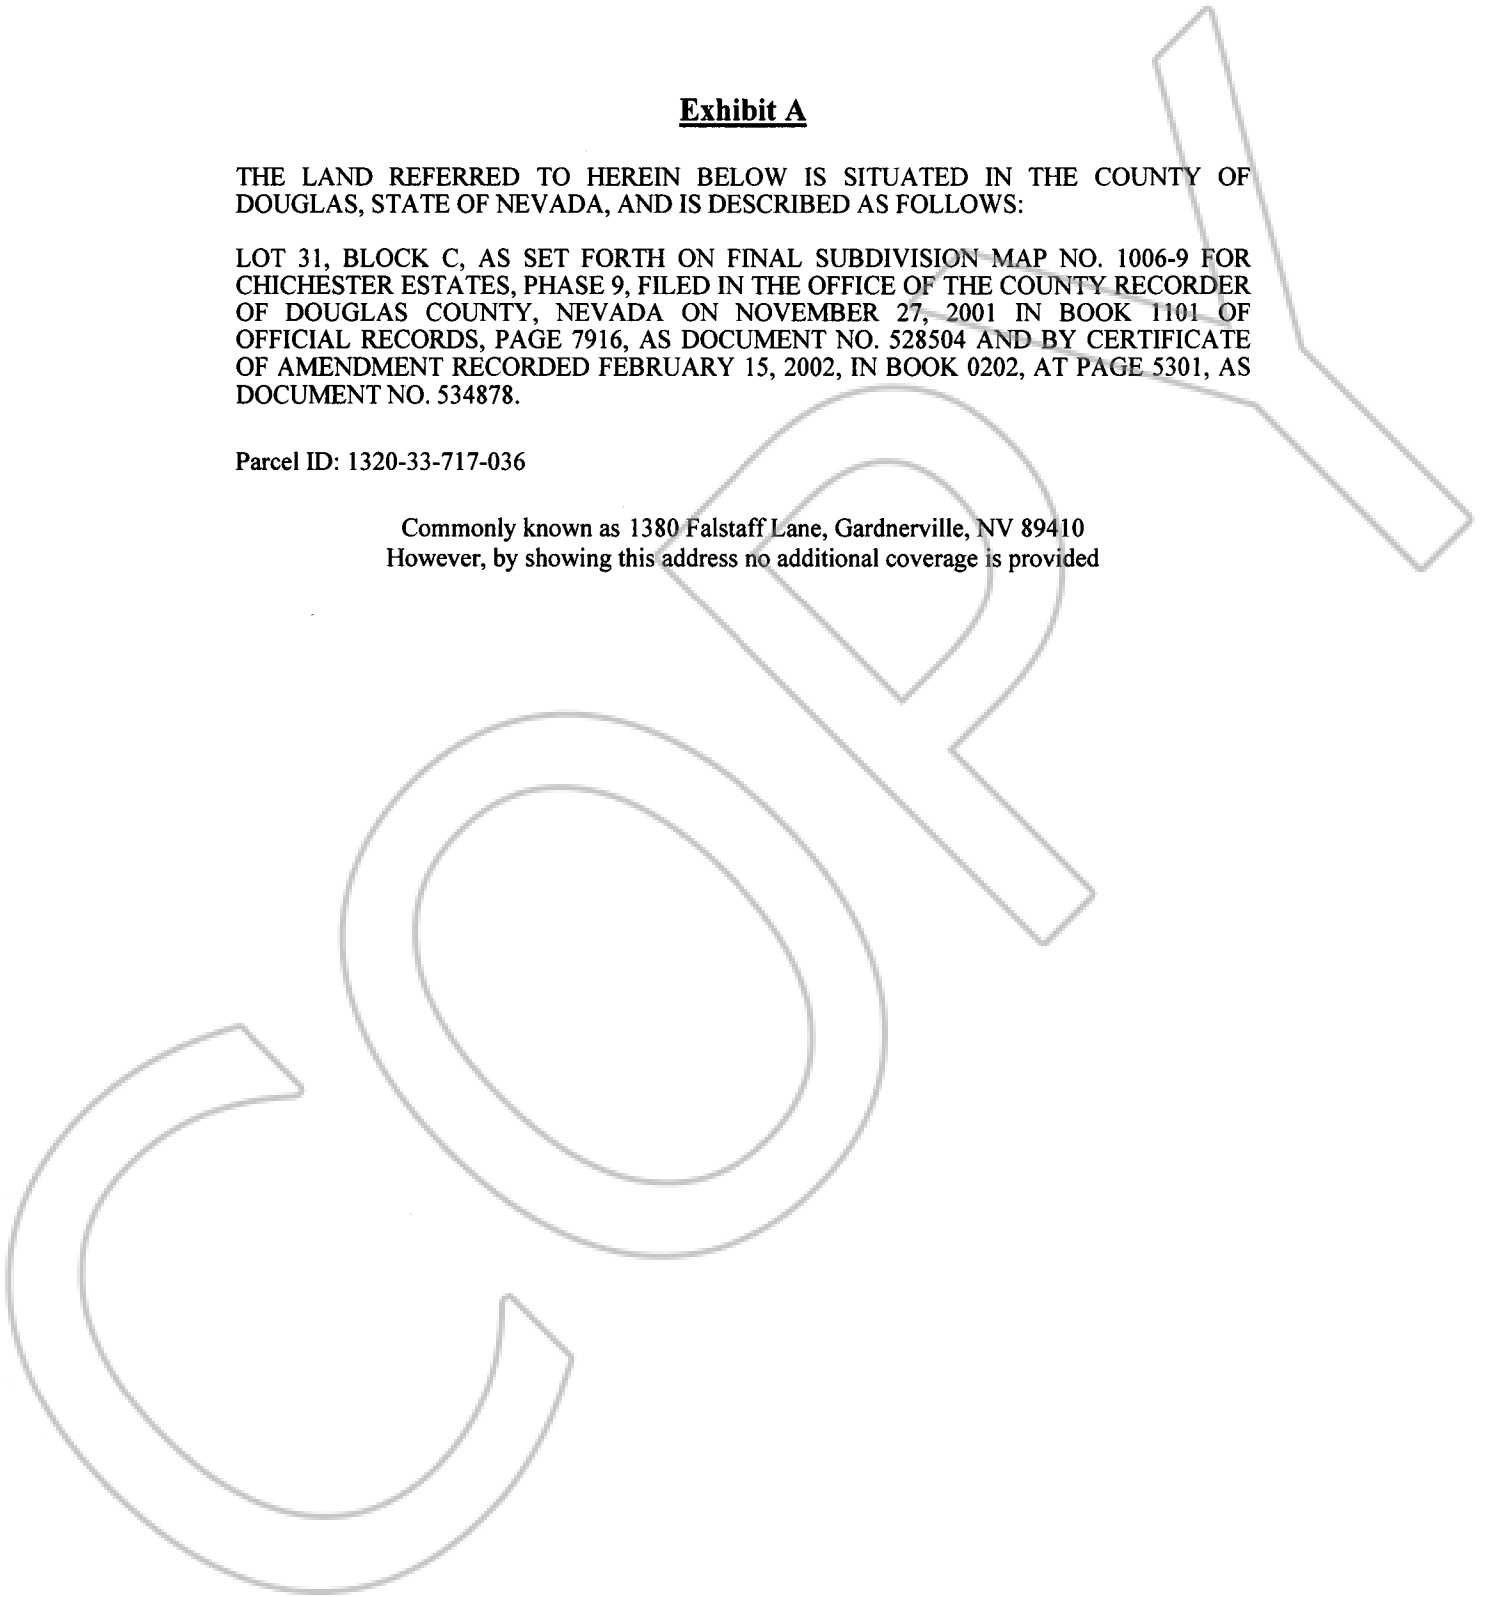 Exhibit A
THE LAND REFERRED TO HEREIN BELOW IS SITUATED IN THE COUNTY OF
DOUGLAS, STATE OF NEVADA, AND IS DESCRIBED AS FOLLOWS:
LOT 31, BLOCK C, AS SET FORTH ON FINAL SUBDIVISION MAP NO. 1006-9 FOR
CHICHESTER ESTATES, PHASE 9, FILED IN THE OFFICE OF THE COUNTY RECORDER
OF DOUGLAS COUNTY, NEVADA ON NOVEMBER 27, 2001 IN BOOK 1101 OF
OFFICIAL RECORDS, PAGE 7916, AS DOCUMENT NO. 528504 AND BY CERTIFICATE
OF AMENDMENT RECORDED FEBRUARY 15, 2002, IN BOOK 0202, AT PAGE 5301, AS
DOCUMENT NO. 534878.
Parcel ID: 1320-33-717-036
Commonly known as 1380 Falstaff Lane, Gardnerville, NV 89410
However, by showing this address no additional coverage is provided
COPY